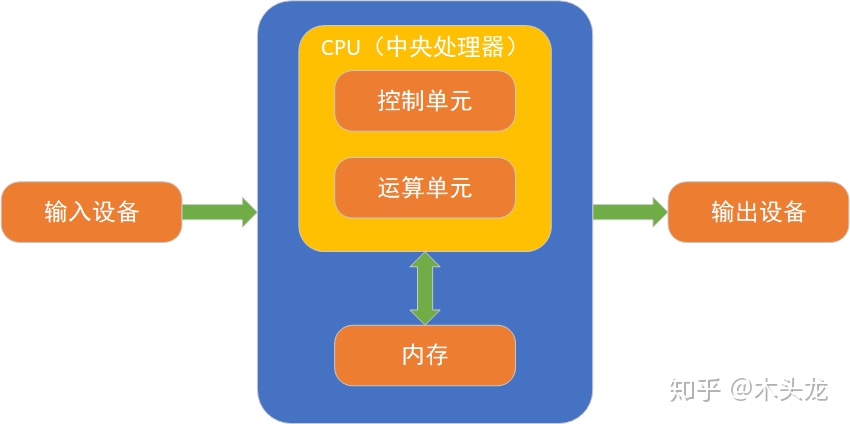 CPU（中央处理器）
控制单元
运算单元
输入设备
输出设备
内存
知乎 @木头龙